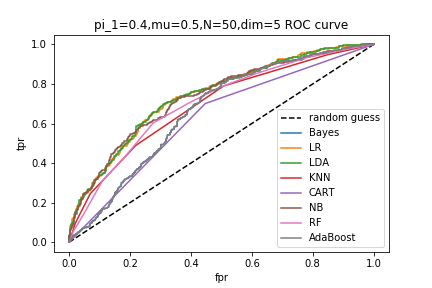 pi_1=0.4,mu=0.5,N=50,dim=5 ROC curve
1.0
0.8
0.6
0.4
0.2
0.0
tpr
random guess
Bayes
LR
LDA
KNN
CART
NB
RF
AdaBoost
0.0 0.2 0.4 0.6 0.8 1.0
fpr